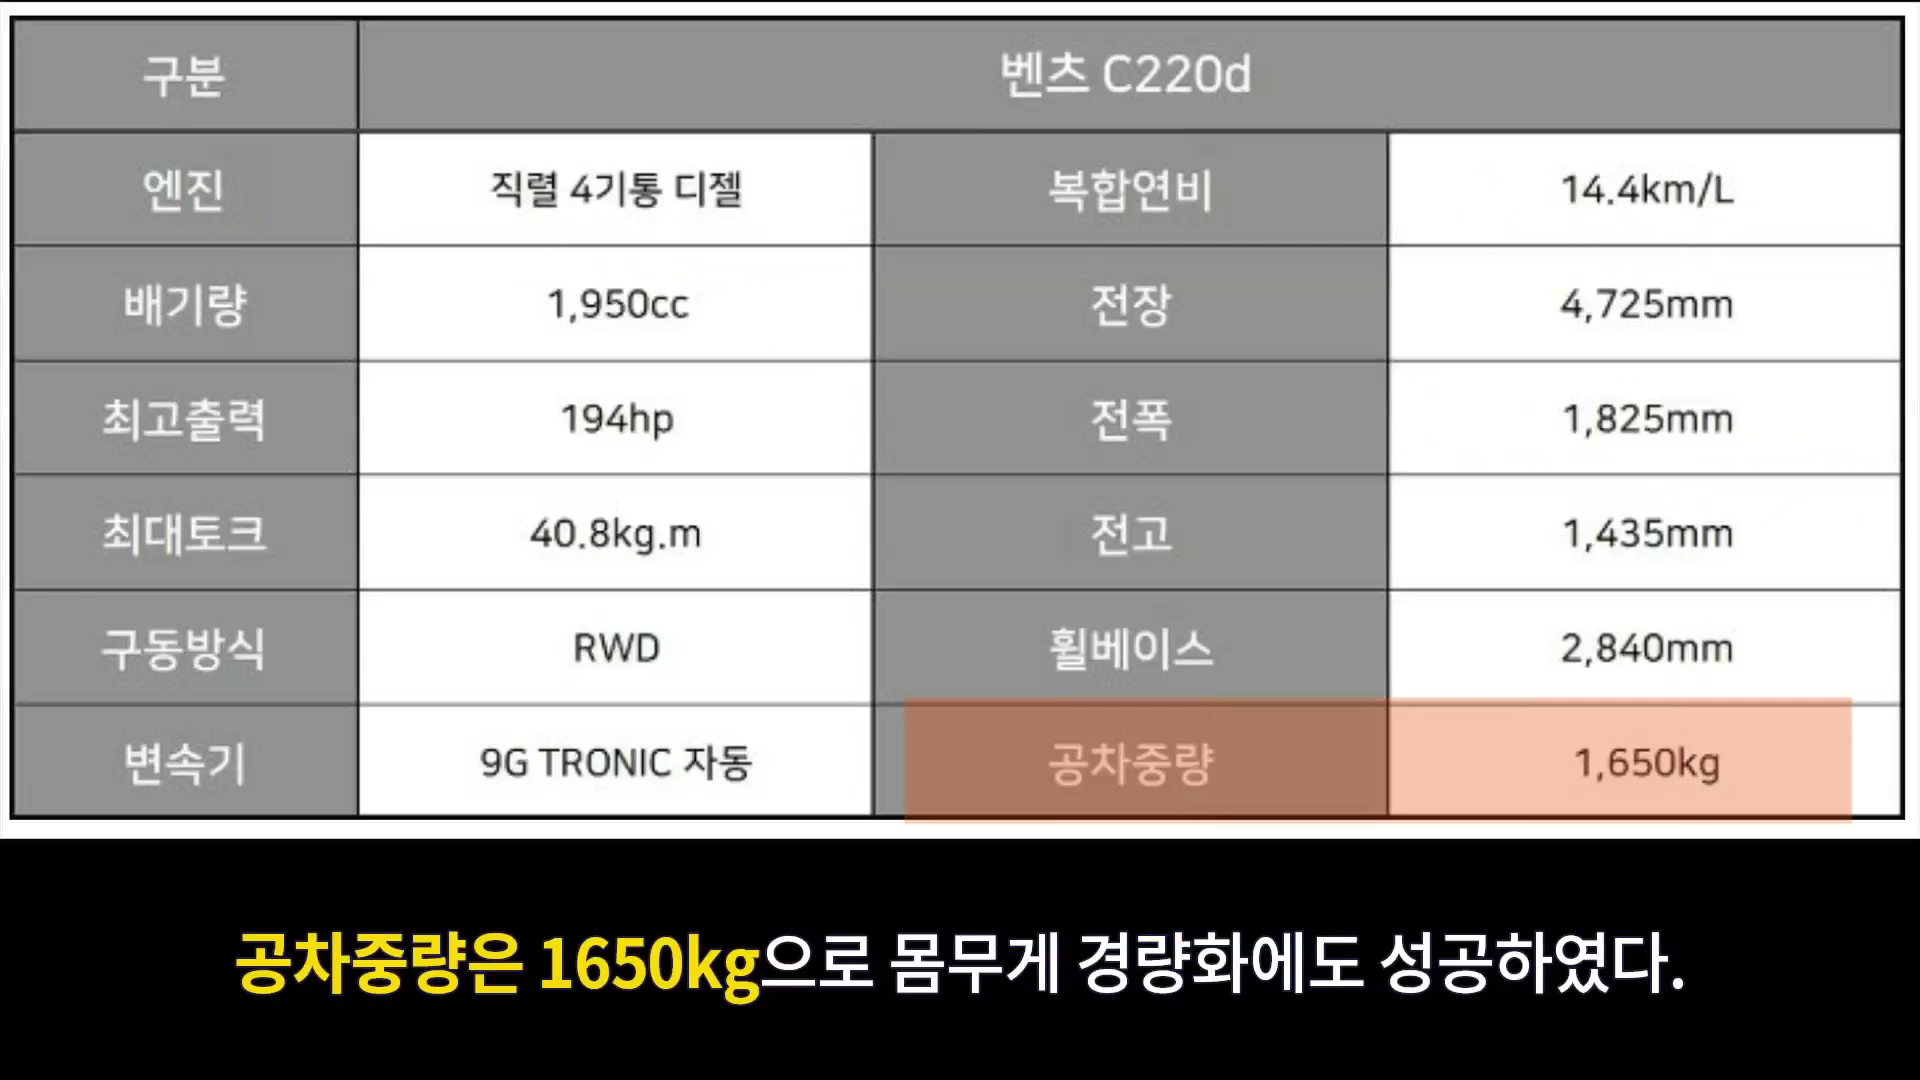 구분 벤츠 C220d
엔진 직렬 4기통 디젤 복합연비 14.4km/L
배기량 1,950cc 전장 4,725mm
최고출력 194hp 전폭 1,825mm
최대토크 40.8kg.m 전고 1,435mm
구동방식 RWD 휠베이스 2,840mm
변속기 9G TRONIC 자동 공차중량 1,650kg
공차중량은 1650kg으로 몸무게 경량화에도 성공하였다.